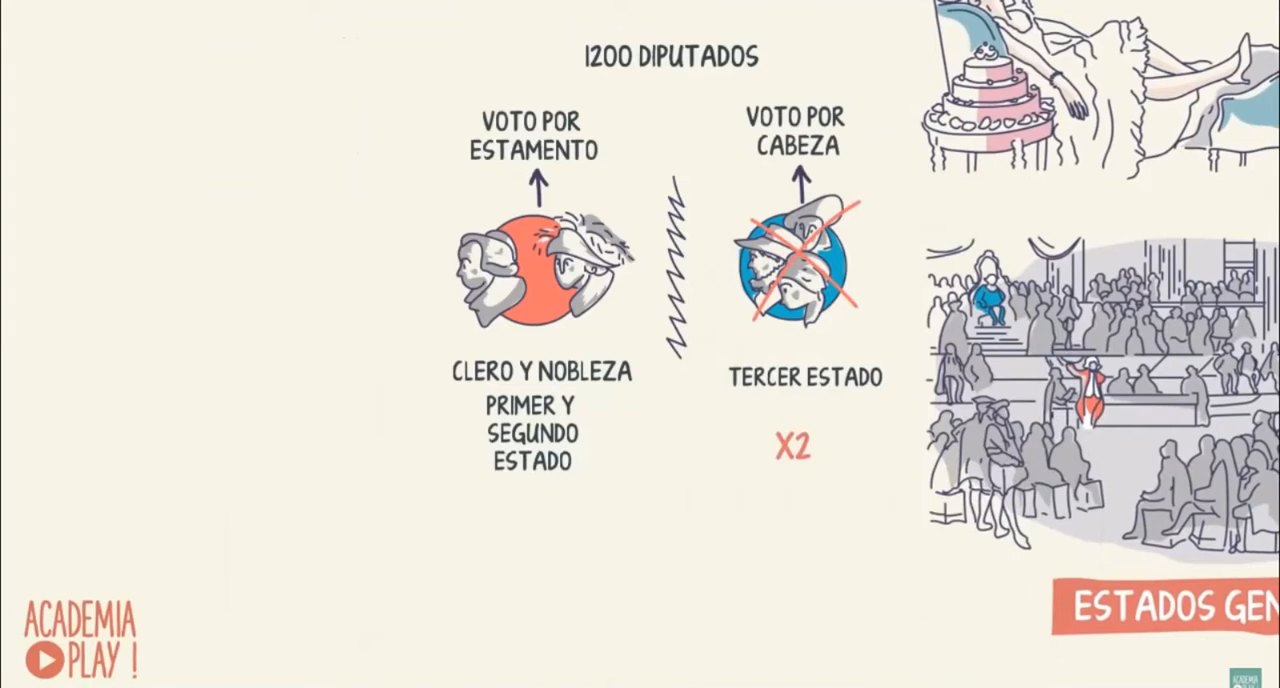 1200 DIPUTADOS
VOTO POR
ESTAMENTO
VOTO POR
CABEZA
CLERO Y NOBLEZA
PRIMER Y
SEGUNDO
ESTADO
TERCER ESTADO
X2
ESTADOS GEN
ACADEMIA
PLAY !
ACADEMIA